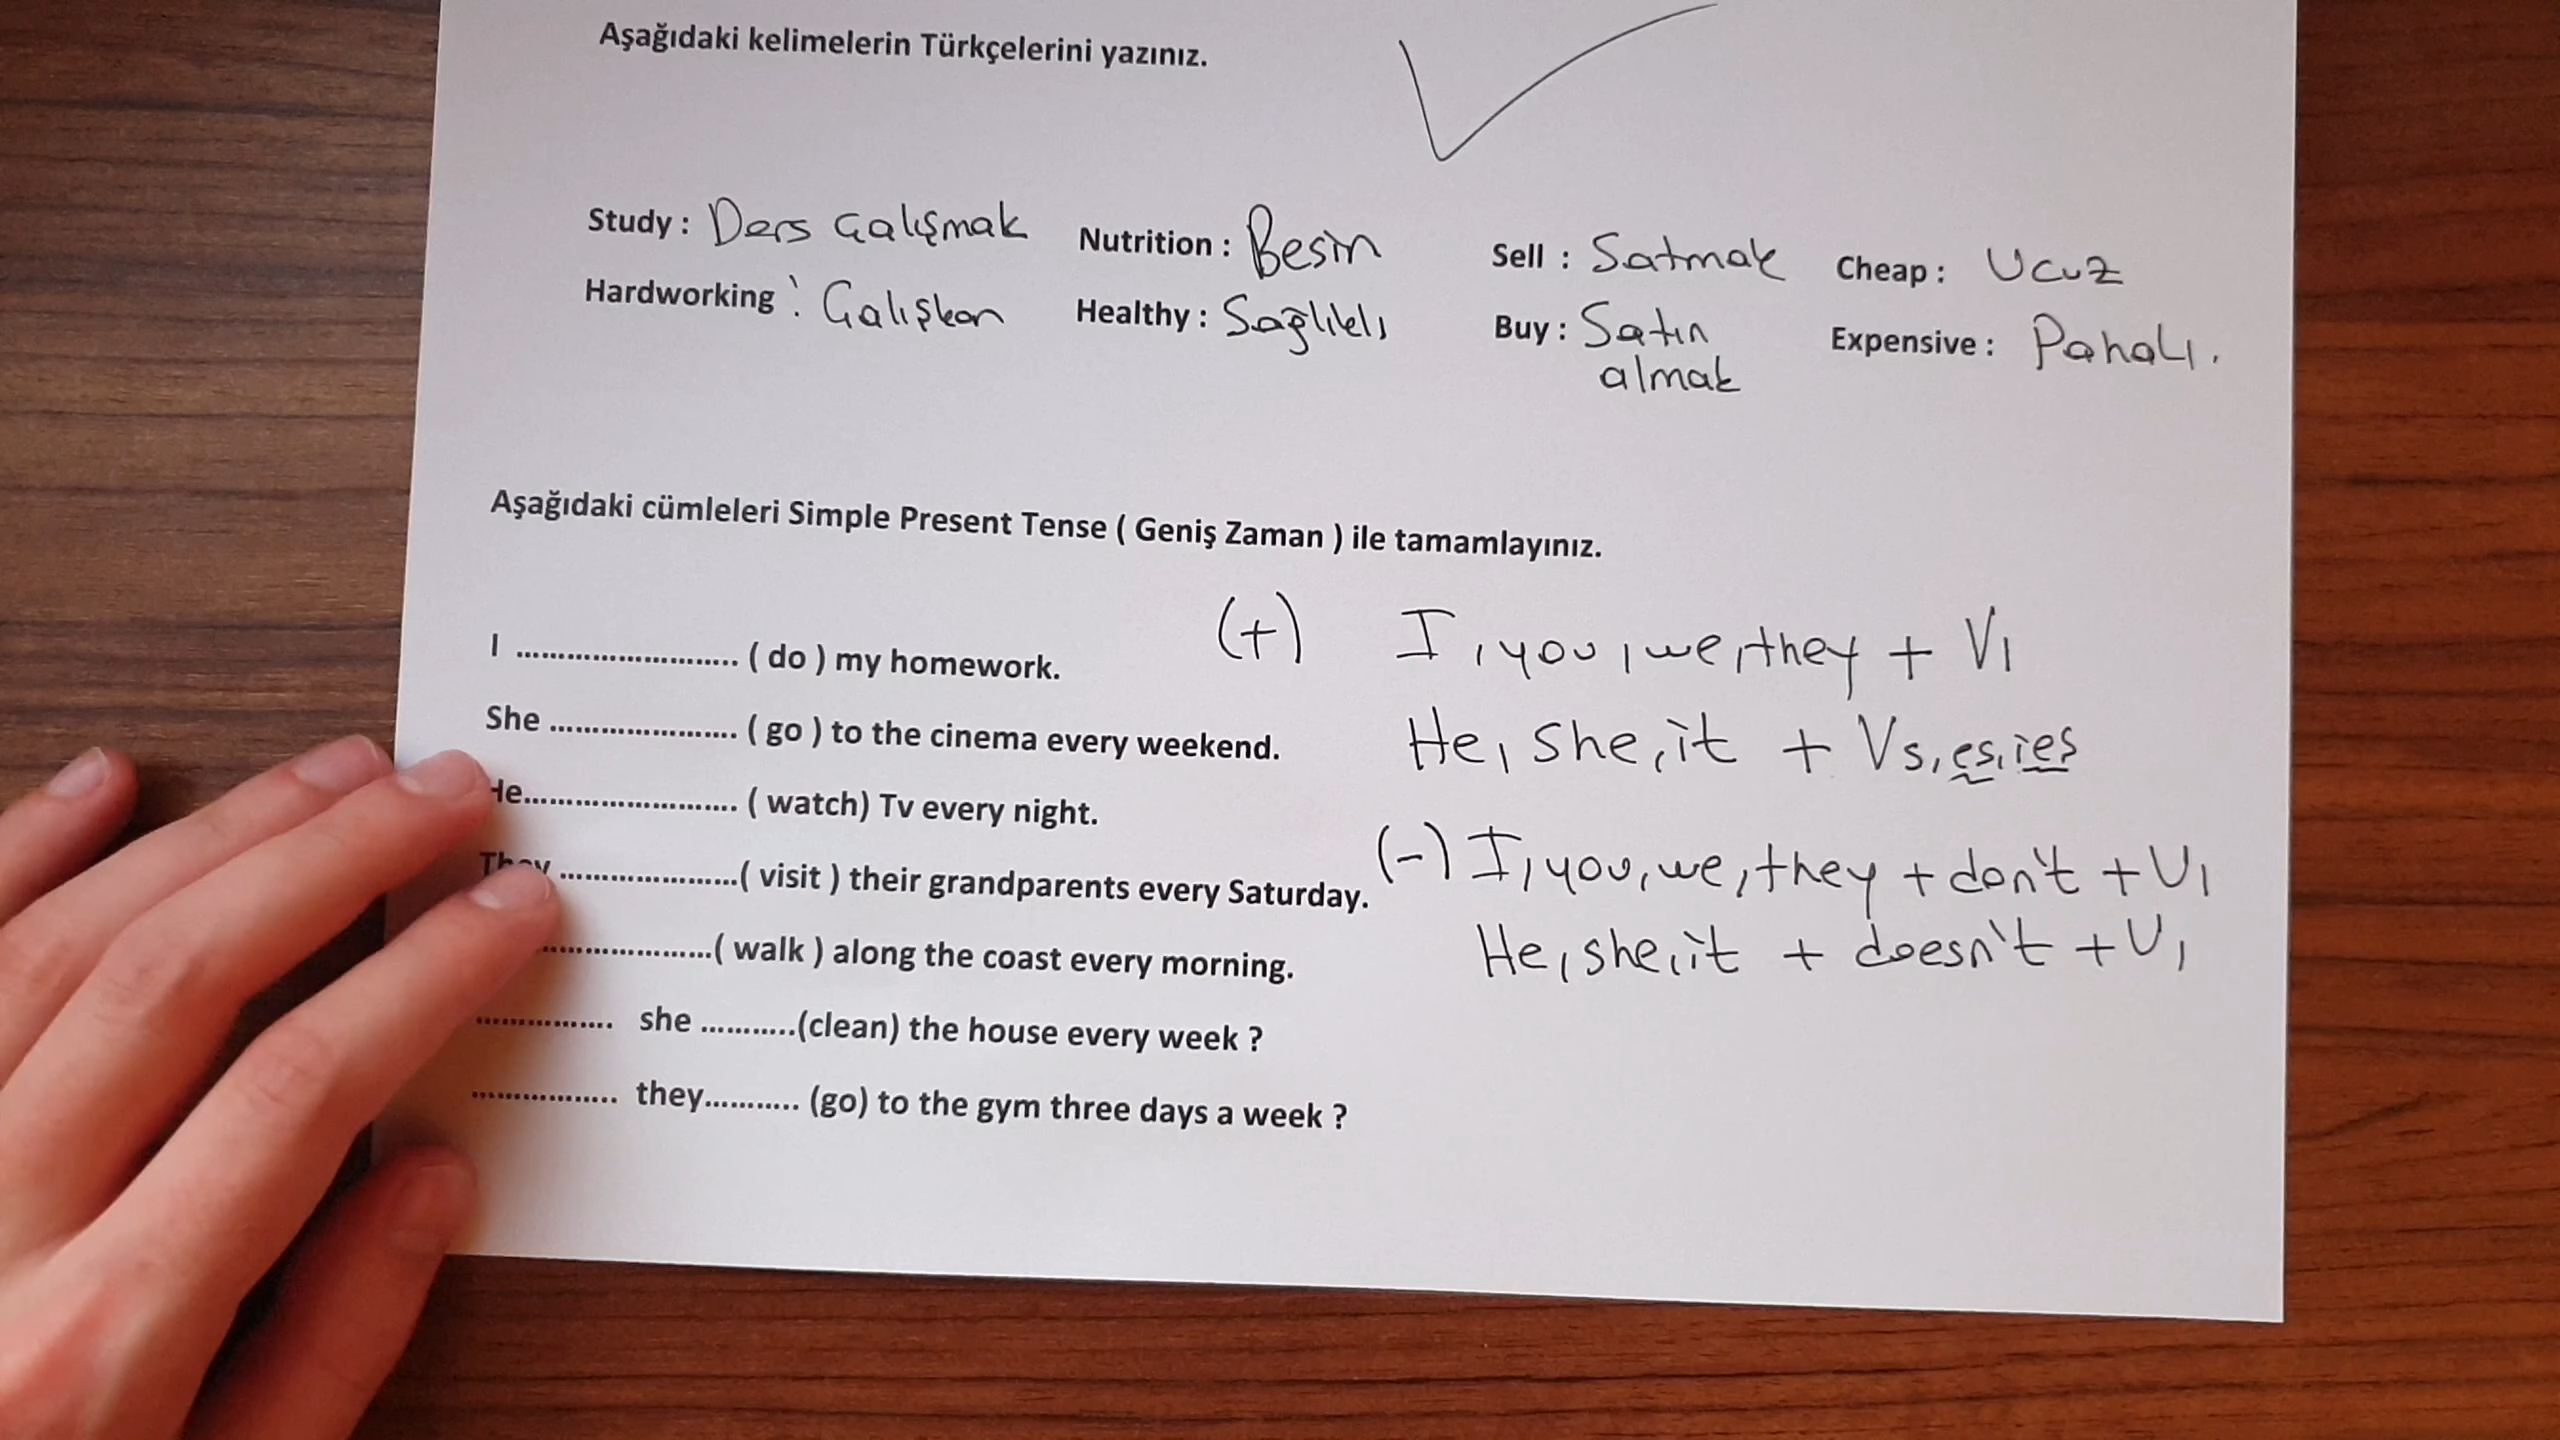 Aşağıdaki kelimelerin Türkçelerini yazınız.
Study : Ders Çalışmak Nutrition : Besin Sell : Satmak Cheap : Ucuz
Hardworking : Çalışkan Healthy : Sağlıklı Buy : Satın almak Expensive : Pahalı.
Aşağıdaki cümleleri Simple Present Tense ( Geniş Zaman ) ile tamamlayınız.
I .......................... ( do ) my homework.
She ...................... ( go ) to the cinema every weekend.
He......................... ( watch) Tv every night.
They .....................( visit ) their grandparents every Saturday.
....................( walk ) along the coast every morning.
................ she ...........(clean) the house every week ?
................. they........... (go) to the gym three days a week ?
(+) I, you, we, they + V1
He, she, it + Vs, es, ies
(-) I, you, we, they + don't + V1
He, she, it + doesn't + V1